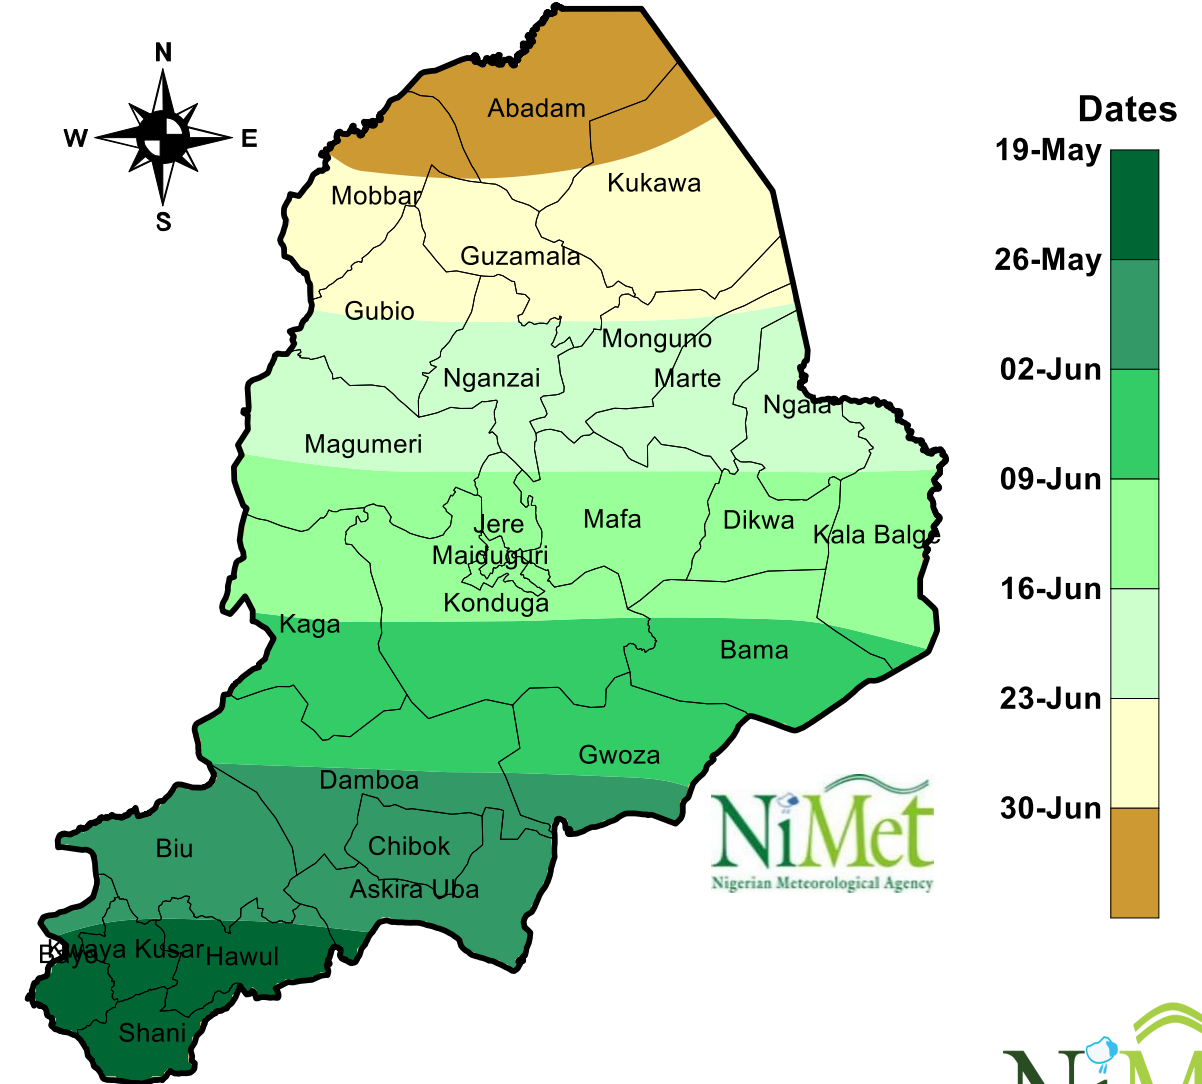 N
W E
S
Dates
19-May
26-May
02-Jun
09-Jun
16-Jun
23-Jun
30-Jun
Abadam
Kukawa
Mobbar
Guzamala
Gubio
Monguno
Nganzai
Marte
Ngala
Magumeri
Jere
Mafa
Dikwa
Kala Balge
Maiduguri
Konduga
Kaga
Bama
Gwoza
Damboa
Biu
Chibok
Askira Uba
Kwaya Kusar
Bayo
Hawul
Shani
NiMet
Nigerian Meteorological Agency